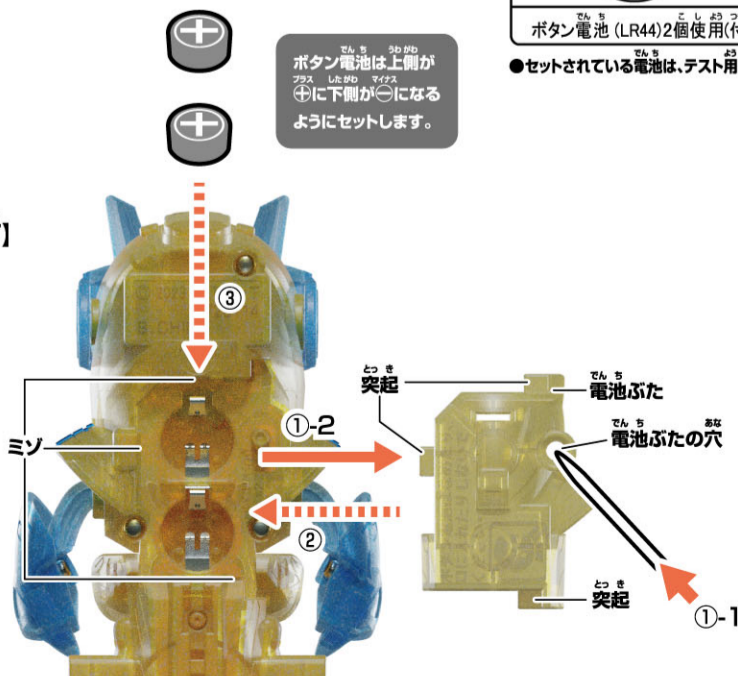 ボタン電池(LR44)2個使用
●セットされている電池は、テスト用
ボタン電池は上側が
⊕に下側が⊖になる
ようにセットします。
】
③
突起
電池ぶた
①-2
電池ぶたの穴
ミゾ
②
突起
①-1